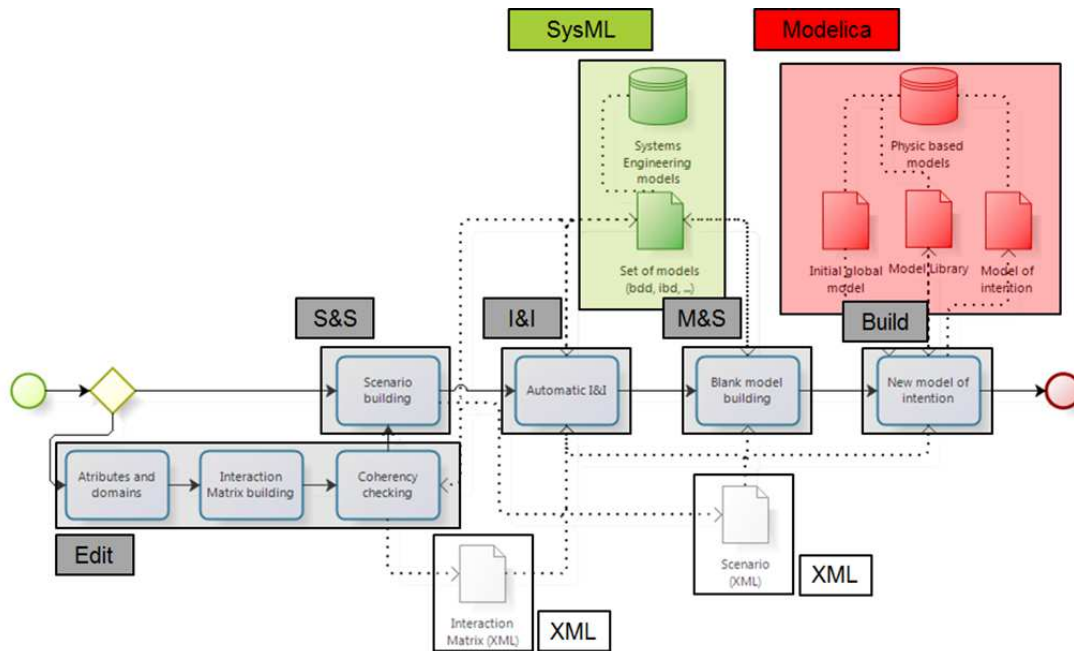 SysML
Modelica
Systems
Engineering
models
Physic based
models
Set of models
(bdd, ibd, ...)
Initial global
model
Model Library
Model of
intention
S&S
I&I
M&S
Build
Scenario
building
Automatic I&I
Blank model
building
New model of
intention
Atributes and
domains
Interaction
Matrix building
Coherency
checking
Edit
Interaction
Matrix (XML)
XML
Scenario
(XML)
XML